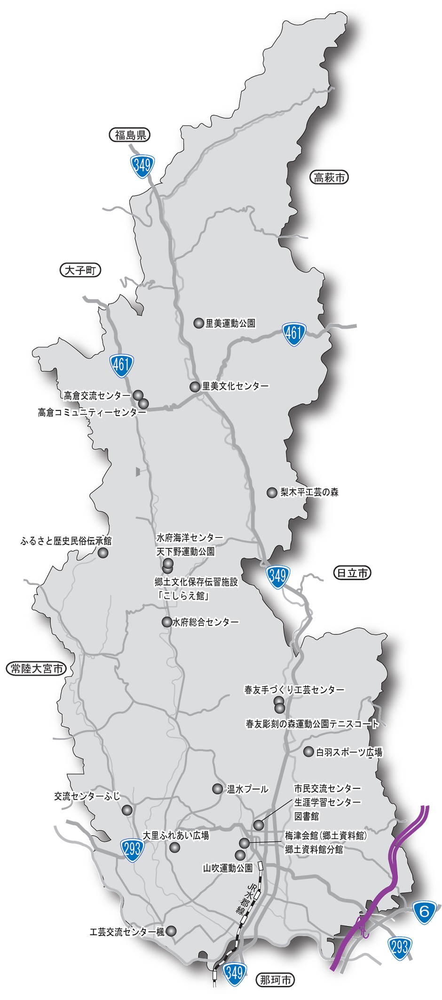 福島県
349
高萩市
大子町
里美運動公園
461
461
里美文化センター
高倉交流センター
高倉コミュニティーセンター
梨木平工芸の森
ふるさと歴史民俗伝承館
水府海洋センター
天下野運動公園
349
日立市
郷土文化保存伝習施設
「こしらえ館」
水府総合センター
常陸大宮市
春友手づくり工芸センター
春友彫刻の森運動公園テニスコート
白羽スポーツ広場
温水プール
市民交流センター
生涯学習センター
図書館
交流センターふじ
大里ふれあい広場
梅津会館(郷土資料館)
郷土資料館分館
293
山吹運動公園
JR水郡線
6
工芸交流センター楓
293
349
那珂市